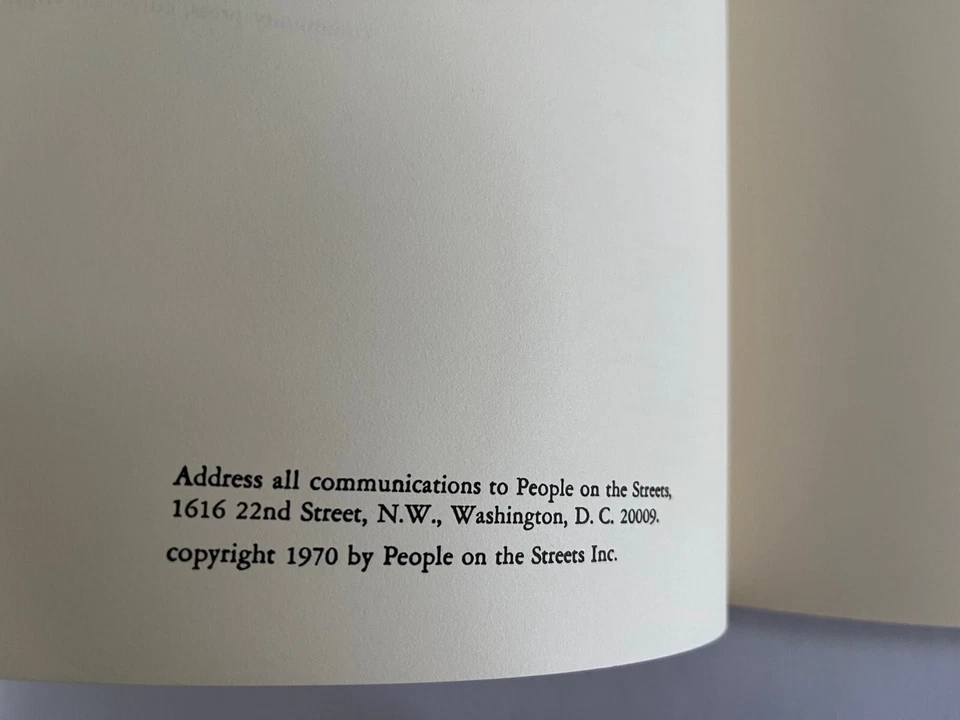 Address all communications to People on the Streets,
1616 22nd Street, N.W., Washington, D. C. 20009.
copyright 1970 by People on the Streets Inc.